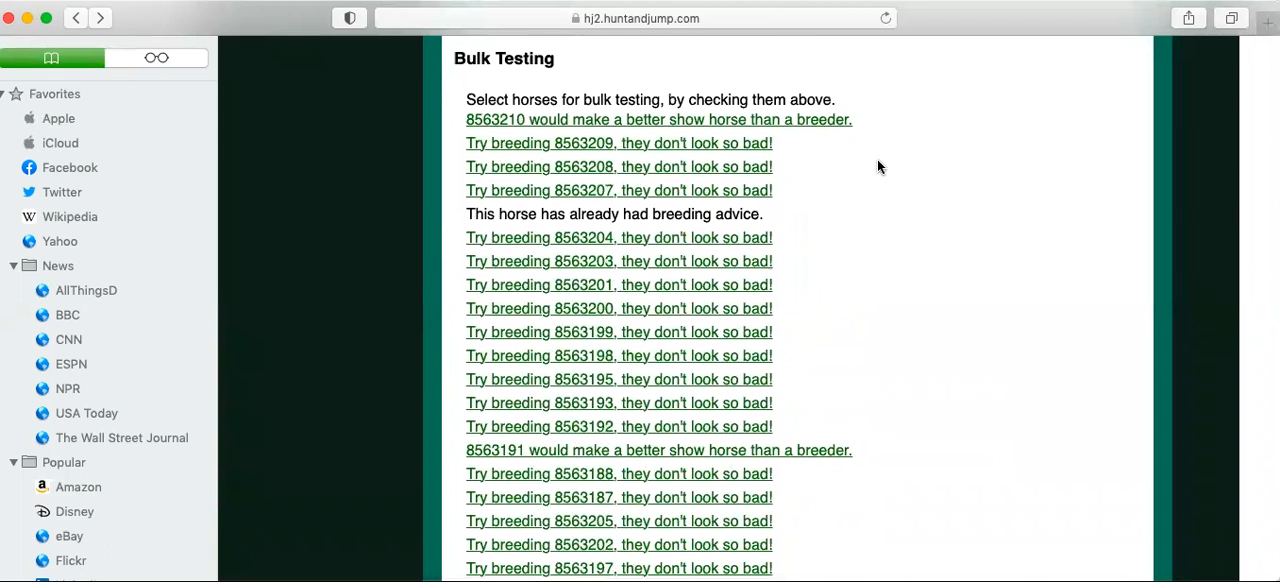 hj2.huntandjump.com
Favorites
Apple
iCloud
Facebook
Twitter
W Wikipedia
Yahoo
News
AllThingsD
BBC
CNN
ESPN
NPR
USA Today
The Wall Street Journal
Popular
a Amazon
Disney
eBay
Flickr
Bulk Testing
Select horses for bulk testing, by checking them above.
8563210 would make a better show horse than a breeder.
Try breeding 8563209, they don't look so bad!
Try breeding 8563208, they don't look so bad!
Try breeding 8563207, they don't look so bad!
This horse has already had breeding advice.
Try breeding 8563204, they don't look so bad!
Try breeding 8563203, they don't look so bad!
Try breeding 8563201, they don't look so bad!
Try breeding 8563200, they don't look so bad!
Try breeding 8563199, they don't look so bad!
Try breeding 8563198, they don't look so bad!
Try breeding 8563195, they don't look so bad!
Try breeding 8563193, they don't look so bad!
Try breeding 8563192, they don't look so bad!
8563191 would make a better show horse than a breeder.
Try breeding 8563188, they don't look so bad!
Try breeding 8563187, they don't look so bad!
Try breeding 8563205, they don't look so bad!
Try breeding 8563202, they don't look so bad!
Try breeding 8563197, they don't look so bad!